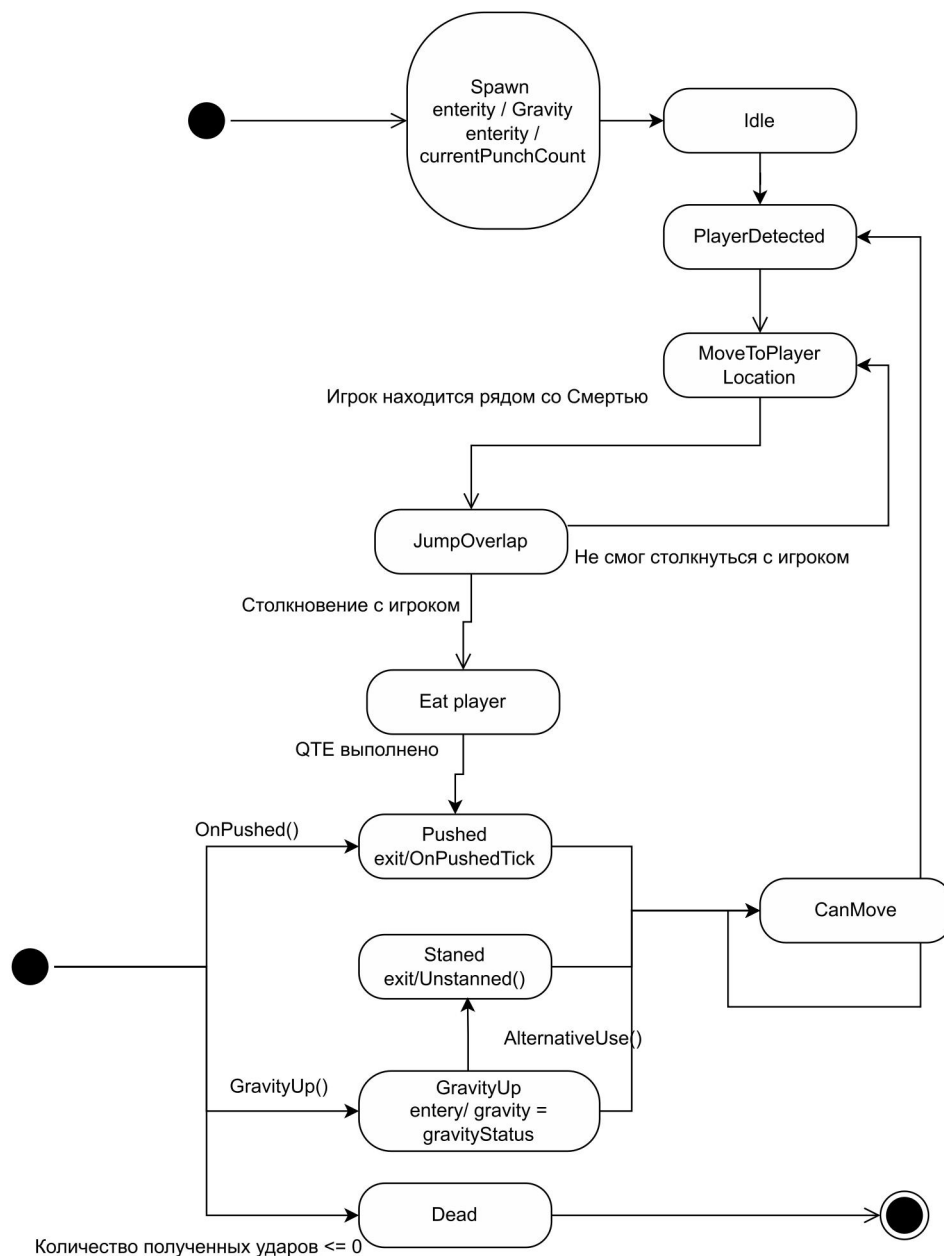 Spawn
enterity / Gravity
enterity /
currentPunchCount
Idle
PlayerDetected
MoveToPlayer
Location
Игрок находится рядом со Смертью
JumpOverlap
Не смог столкнуться с игроком
Столкновение с игроком
Eat player
QTE выполнено
OnPushed()
Pushed
exit/OnPushedTick
CanMove
Staned
exit/Unstanned()
AlternativeUse()
GravityUp()
GravityUp
entery/ gravity =
gravityStatus
Dead
Количество полученных ударов <= 0